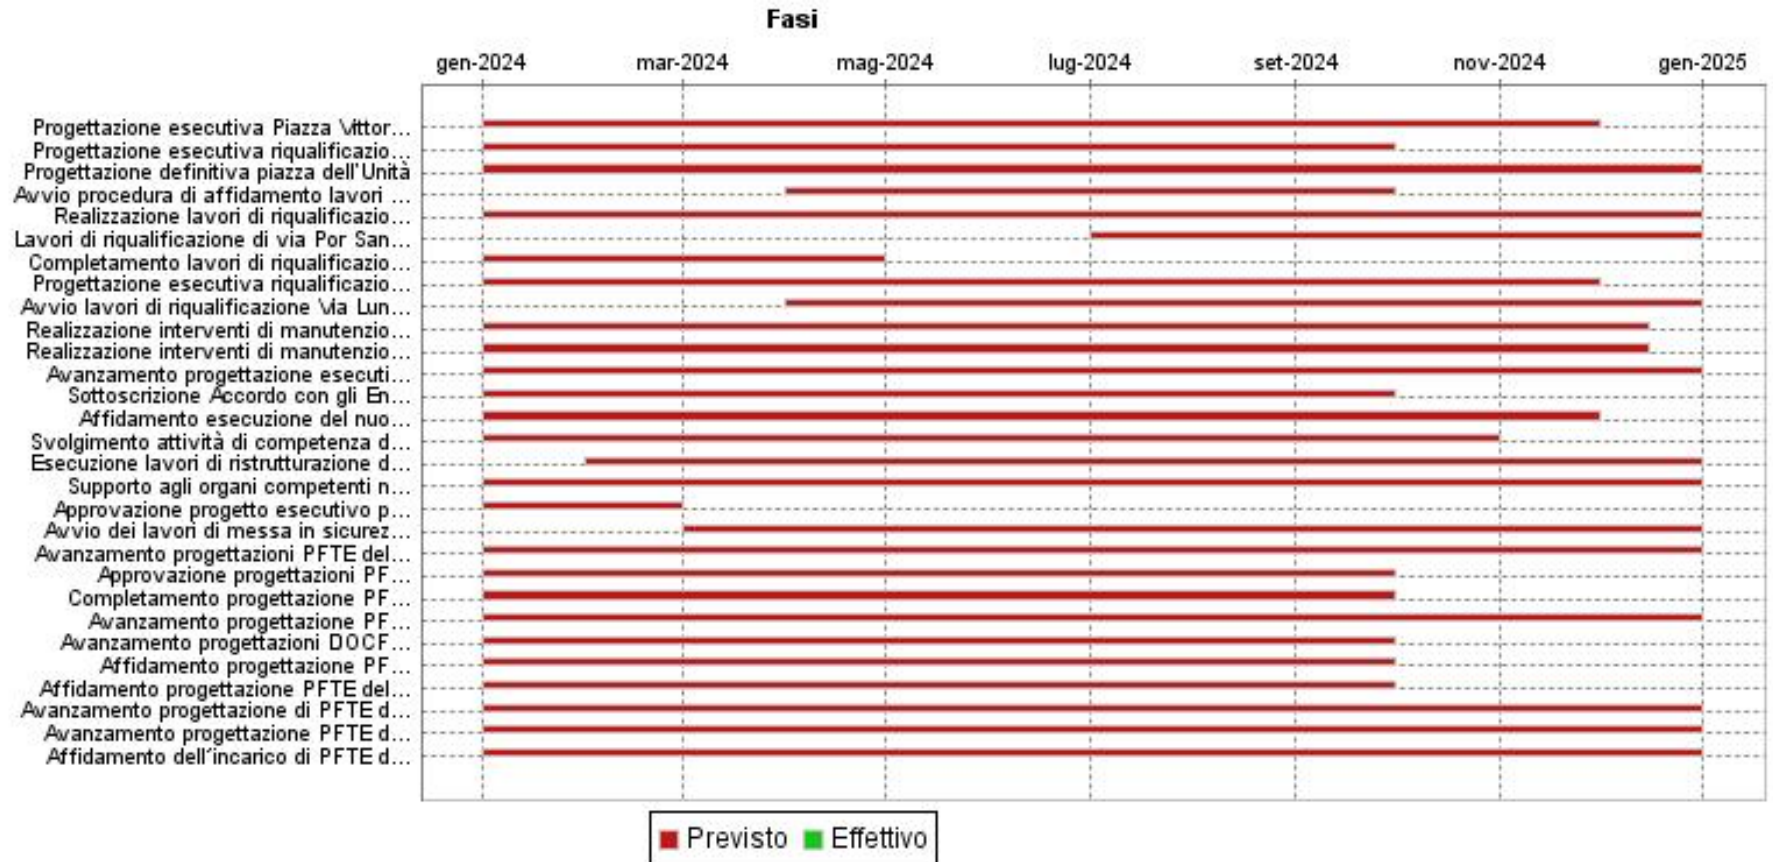 Fasi
gen-2024 mar-2024 mag-2024 lug-2024 set-2024 nov-2024 gen-2025
Progettazione esecutiva Piazza Vittor...
Progettazione esecutiva riqualificazio...
Progettazione definitiva piazza dell'Unità
Avvio procedura di affidamento lavori ...
Realizzazione lavori di riqualificazio...
Lavori di riqualificazione di via Por San...
Completamento lavori di riqualificazio...
Progettazione esecutiva riqualificazio...
Avvio lavori di riqualificazione Via Lun...
Realizzazione interventi di manutenzio...
Realizzazione interventi di manutenzio...
Avanzamento progettazione esecuti...
Sottoscrizione Accordo con gli En...
Affidamento esecuzione del nuo...
Svolgimento attività di competenza d...
Esecuzione lavori di ristrutturazione d...
Supporto agli organi competenti n...
Approvazione progetto esecutivo p...
Avvio dei lavori di messa in sicurez...
Avanzamento progettazioni PFTE del...
Approvazione progettazioni PF...
Completamento progettazione PF...
Avanzamento progettazione PF...
Avanzamento progettazioni DOCF...
Affidamento progettazione PF...
Affidamento progettazione PFTE del...
Avanzamento progettazione di PFTE d...
Avanzamento progettazione PFTE d...
Affidamento dell'incarico di PFTE d...
Previsto Effettivo